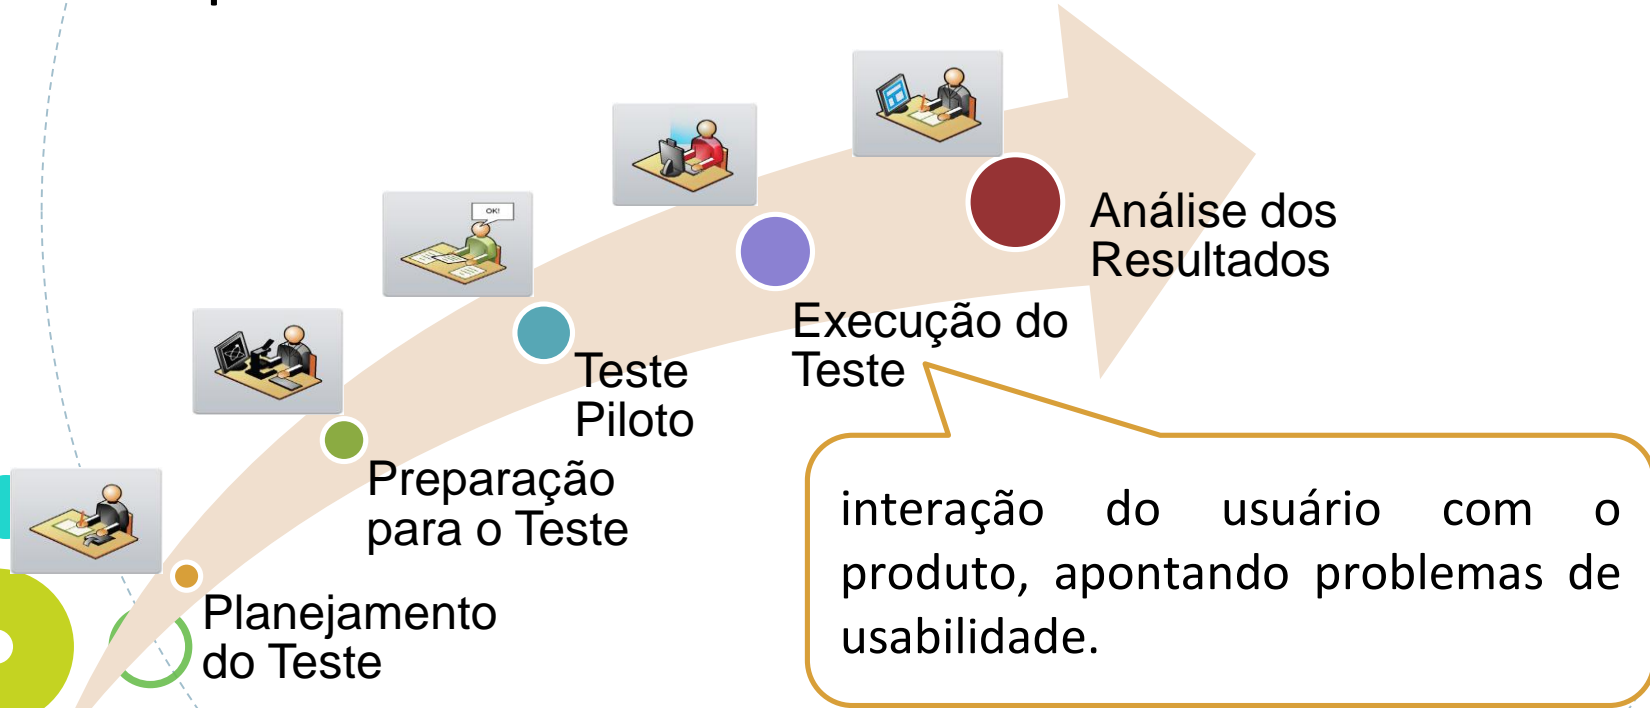 OK!
Análise dos
Resultados
Execução do
Teste
Teste
Piloto
Preparação
para o Teste
Planejamento
do Teste
interação do usuário com o
produto, apontando problemas de
usabilidade.